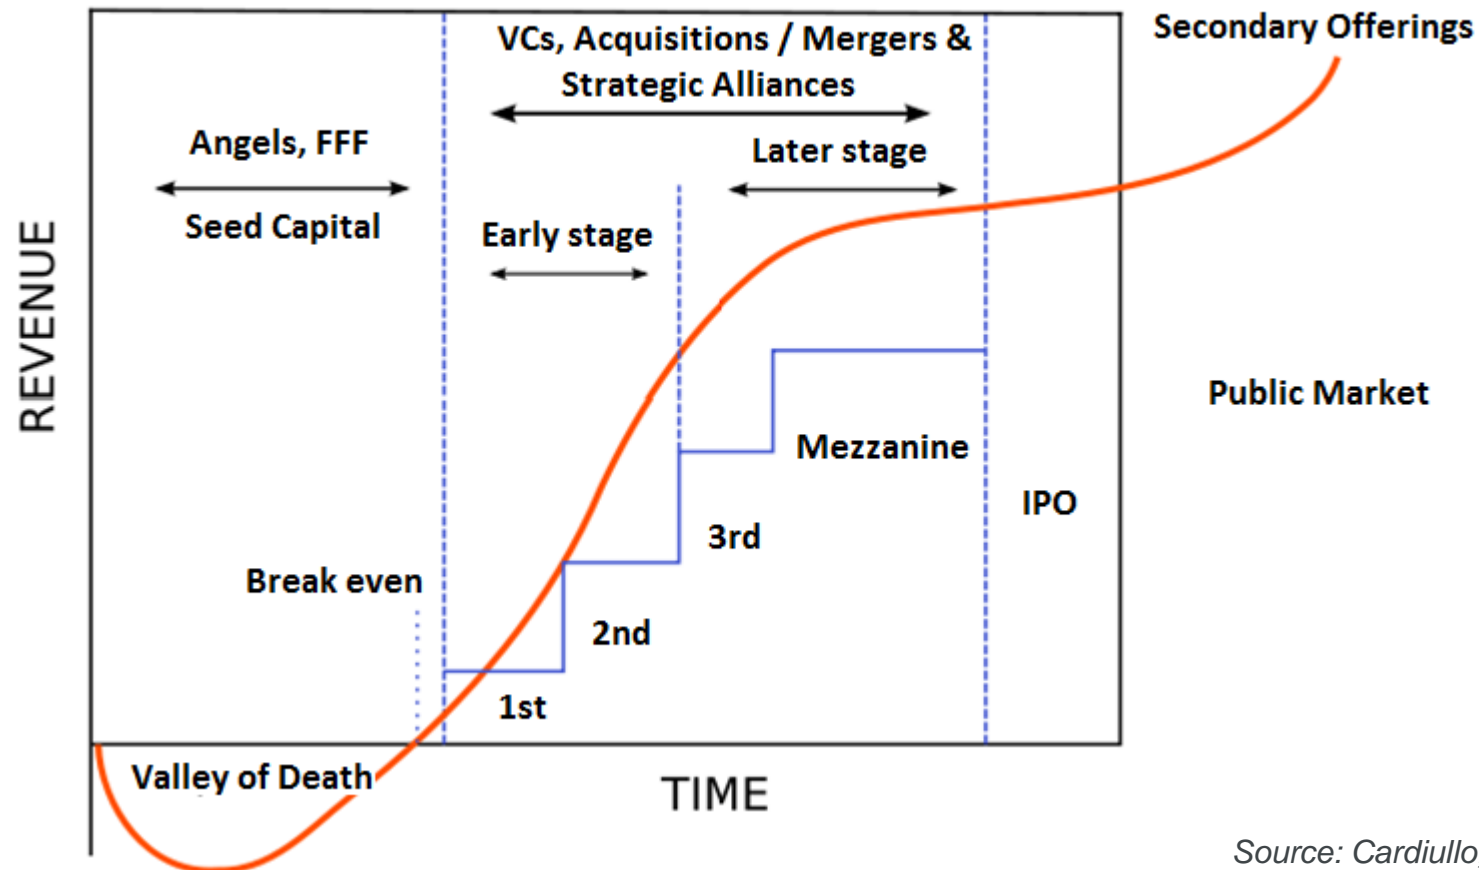 VCs, Acquisitions / Mergers &
Strategic Alliances
Secondary Offerings
Angels, FFF
Seed Capital
Later stage
Early stage
REVENUE
Public Market
Mezzanine
IPO
3rd
Break even
2nd
1st
Valley of Death
TIME
Source: Cardiullo,